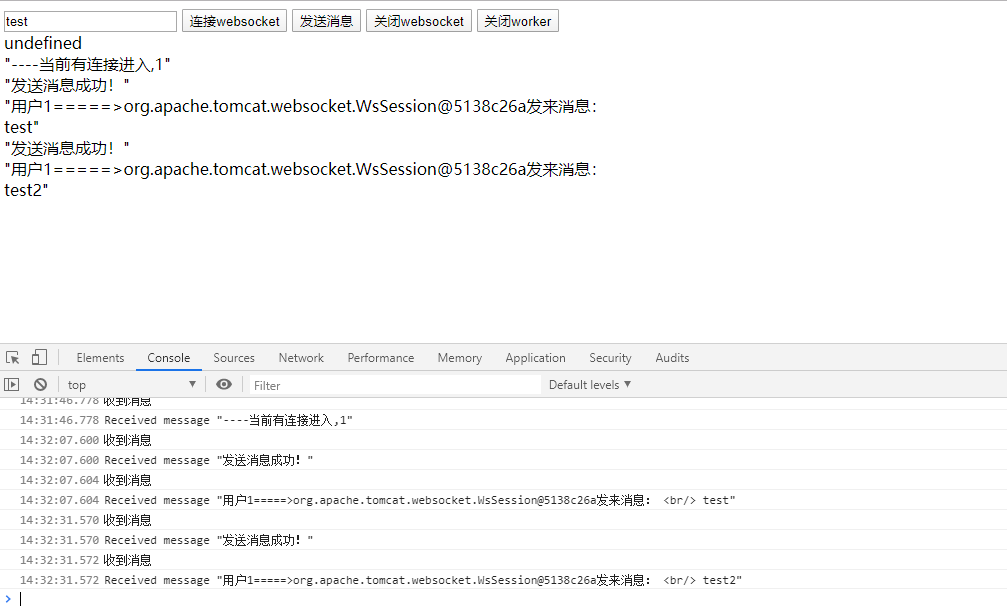 test 连接websocket 发送消息 关闭websocket 关闭worker
undefined
"----当前有连接进入,1"
"发送消息成功！"
"用户1=====>org.apache.tomcat.websocket.WsSession@5138c26a发来消息：
test"
"发送消息成功！"
"用户1=====>org.apache.tomcat.websocket.WsSession@5138c26a发来消息：
test2"
Elements Console Sources Network Performance Memory Application Security Audits
top ▼ Filter Default levels ▼
14:31:46.778 收到消息
14:31:46.778 Received message "----当前有连接进入,1"
14:32:07.600 收到消息
14:32:07.600 Received message "发送消息成功！"
14:32:07.604 收到消息
14:32:07.604 Received message "用户1=====>org.apache.tomcat.websocket.WsSession@5138c26a发来消息： <br/> test"
14:32:31.570 收到消息
14:32:31.570 Received message "发送消息成功！"
14:32:31.572 收到消息
14:32:31.572 Received message "用户1=====>org.apache.tomcat.websocket.WsSession@5138c26a发来消息： <br/> test2"
>